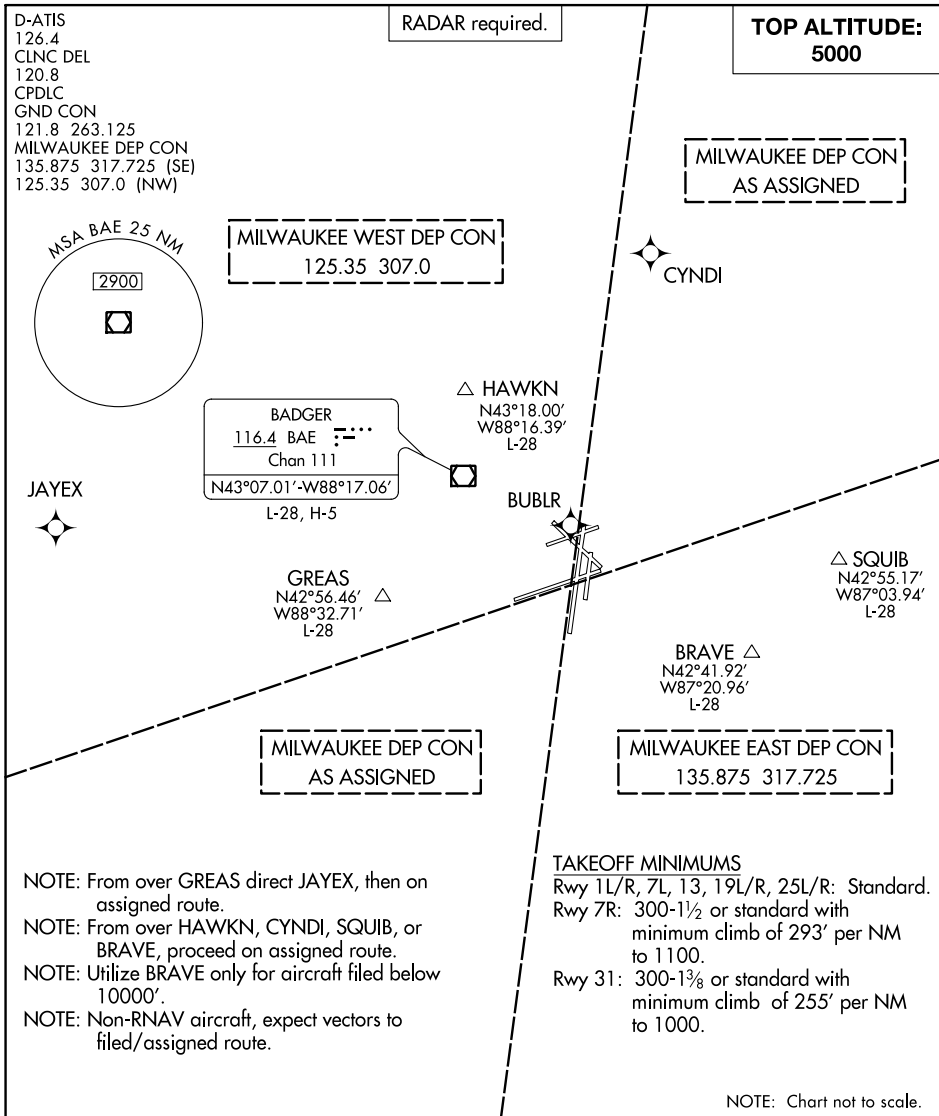 D-ATIS
126.4
CLNC DEL
120.8
CPDLC
GND CON
121.8 263.125
MILWAUKEE DEP CON
135.875 317.725 (SE)
125.35 307.0 (NW)
RADAR required.
TOP ALTITUDE:
5000
MILWAUKEE DEP CON
AS ASSIGNED
MSA BAE 25 NM
2900
MILWAUKEE WEST DEP CON
125.35 307.0
CYNDI
HAWKN
N43°18.00'
W88°16.39'
L-28
BADGER
116.4 BAE
Chan 111
N43°07.01'-W88°17.06'
L-28, H-5
JAYEX
BUBLR
GREAS
N42°56.46'
W88°32.71'
L-28
SQUIB
N42°55.17'
W87°03.94'
L-28
BRAVE
N42°41.92'
W87°20.96'
L-28
MILWAUKEE DEP CON
AS ASSIGNED
MILWAUKEE EAST DEP CON
135.875 317.725
NOTE: From over GREAS direct JAYEX, then on
assigned route.
NOTE: From over HAWKN, CYNDI, SQUIB, or
BRAVE, proceed on assigned route.
NOTE: Utilize BRAVE only for aircraft filed below
10000'.
NOTE: Non-RNAV aircraft, expect vectors to
filed/assigned route.
TAKEOFF MINIMUMS
Rwy 1L/R, 7L, 13, 19L/R, 25L/R: Standard.
Rwy 7R: 300-1½ or standard with
minimum climb of 293' per NM
to 1100.
Rwy 31: 300-1⅜ or standard with
minimum climb of 255' per NM
to 1000.
NOTE: Chart not to scale.